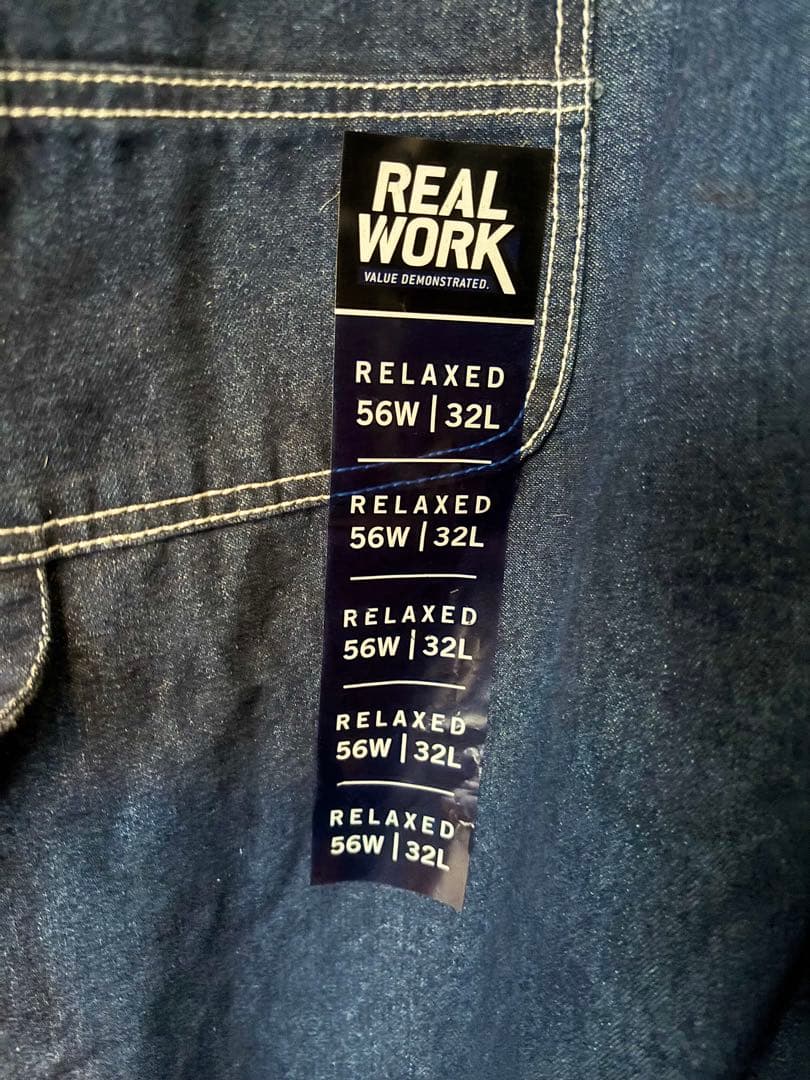 REAL
WORK
VALUE DEMONSTRATED.
RELAXED
56W | 32L
RELAXED
56W | 32L
RELAXED
56W | 32L
RELAXED
56W | 32L
RELAXED
56W | 32L